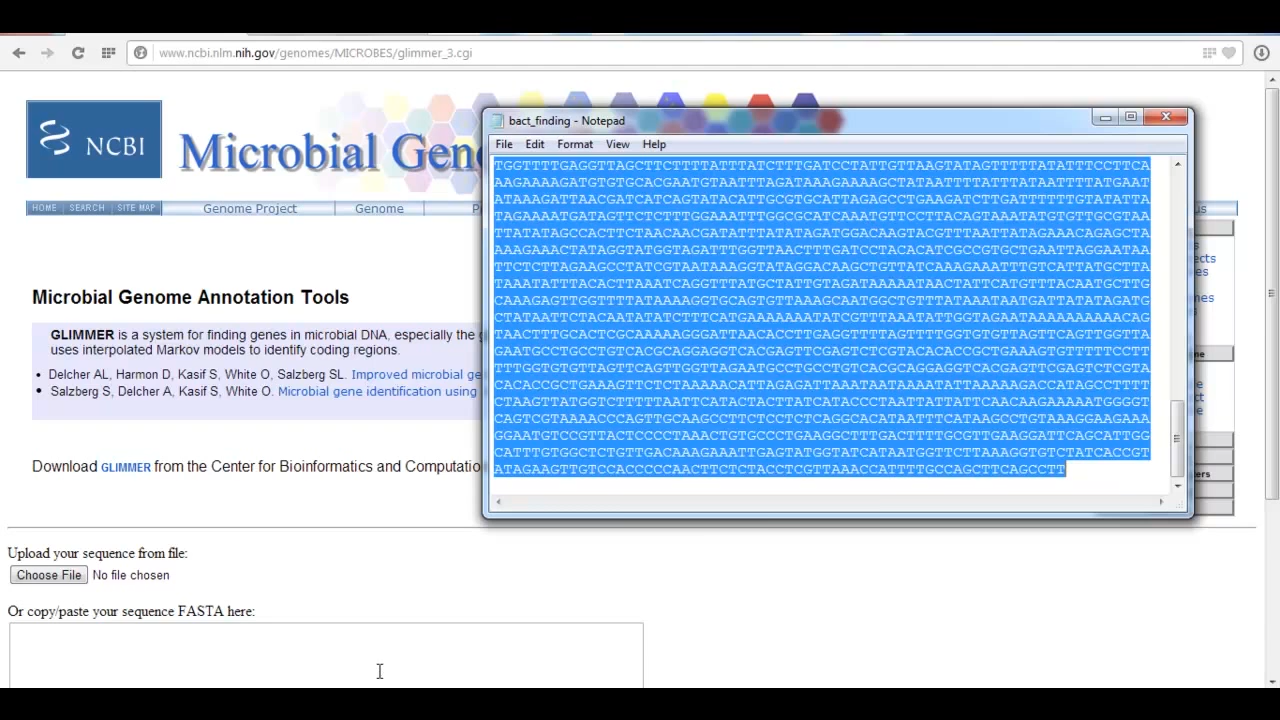 www.ncbi.nlm.nih.gov/genomes/MICROBES/glimmer_3.cgi
NCBI
Microbial Gen
HOME SEARCH SITE MAP Genome Project Genome
Microbial Genome Annotation Tools
GLIMMER is a system for finding genes in microbial DNA, especially the g
uses interpolated Markov models to identify coding regions.
• Delcher AL, Harmon D, Kasif S, White O, Salzberg SL. Improved microbial ge
• Salzberg S, Delcher A, Kasif S, White O. Microbial gene identification using
Download GLIMMER from the Center for Bioinformatics and Computatio
Upload your sequence from file:
Choose File No file chosen
Or copy/paste your sequence FASTA here:
bact_finding - Notepad
File Edit Format View Help
TGGTTTTGAGGTTAGCTTCTTTTATTTATCTTTGATCCTATTGTTAAGTATAGTTTTTATATTTCCTTCA
AAGAAAAGATGTGTGCACGAATGTAATTTAGATAAAGAAAAGCTATAATTTTATTTATAATTTTATGAAT
ATAAAGATTAACGATCATCAGTATACATTGCGTGCATTAGAGCCTGAAGATCTTGATTTTTTGTATATTA
TAGAAAATGATAGTTCTCTTTGGAAATTTGGCGCATCAAATGTTCCTTACAGTAAATATGTGTTGCGTAA
TTATATAGCCACTTCTAACAACGATATTTATATAGATGGACAAGTACGTTTAATTATAGAAACAGAGCTA
AAAGAAACTATAGGTATGGTAGATTTGGTTAACTTTGATCCTACACATCGCCGTGCTGAATTAGGAATAA
TTCTCTTAGAAGCCTATCGTAATAAAGGTATAGGACAAGCTGTTATCAAAGAAATTTGTCATTATGCTTA
TAAATATTTACACTTAAATCAGGTTTATGCTATTGTAGATAAAAATAACTATTCATGTTTACAATGCTTG
CAAAGAGTTGGTTTTATAAAAGGTGCAGTGTTAAAGCAATGGCTGTTTATAAATAATGATTATATAGATG
CTATAATTCTACAATATATCTTTCATGAAAAAAATATCGTTTAAATATTGGTAGAATAAAAAAAAAACAG
TAACTTTGCACTCGCAAAAAGGGATTAACACCTTGAGGTTTTAGTTTTGGTGTGTTAGTTCAGTTGGTTA
GAATGCCTGCCTGTCACGCAGGAGGTCACGAGTTCGAGTCTCGTACACACCGCTGAAAGTGTTTTTCCTT
TTTGGTGTGTTAGTTCAGTTGGTTAGAATGCCTGCCTGTCACGCAGGAGGTCACGAGTTCGAGTCTCGTA
CACACCGCTGAAAGTTCTCTAAAAACATTAGAGATTAAATAATAAAATATTAAAAAGACCATAGCCTTTT
CTAAGTTATGGTCTTTTTAATTCATACTACTTATCATACCCTAATTATTATTCAACAAGAAAAATGGGGT
CAGTCGTAAAACCCAGTTGCAAGCCTTCTCCTCTCAGGCACATAATTTCATAAGCCTGTAAAGGAAGAAA
GGAATGTCCGTTACTCCCCTAAACTGTGCCCTGAAGGCTTTGACTTTTGCGTTGAAGGATTCAGCATTGG
CATTTGTGGCTCTGTTGACAAAGAAATTGAGTATGGTATCATAATGGTTCTTAAAGGTGTCTATCACCGT
ATAGAAGTTGTCCACCCCCAACTTCTCTACCTCGTTAAACCATTTTGCCAGCTTCAGCCTT